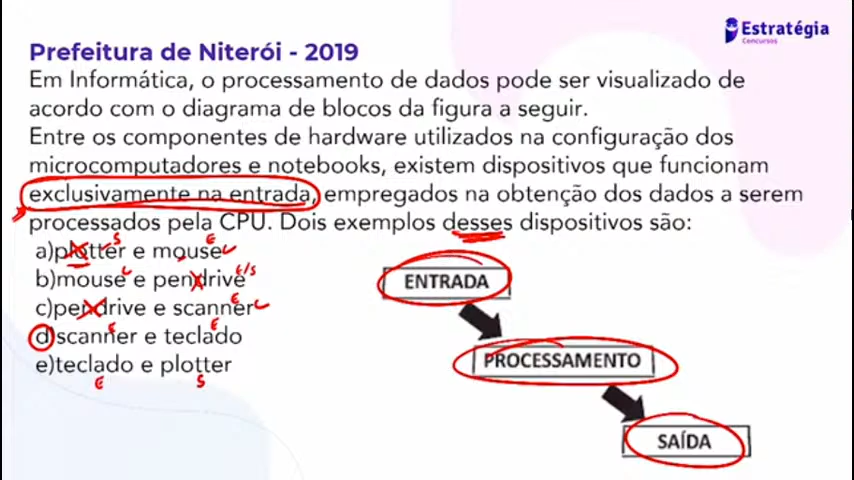 Estratégia
Concursos
Prefeitura de Niterói - 2019
Em Informática, o processamento de dados pode ser visualizado de
acordo com o diagrama de blocos da figura a seguir.
Entre os componentes de hardware utilizados na configuração dos
microcomputadores e notebooks, existem dispositivos que funcionam
exclusivamente na entrada, empregados na obtenção dos dados a serem
processados pela CPU. Dois exemplos desses dispositivos são:
S E
a)plotter e mouse
E/S
b)mouse e pendrive
E
c)pendrive e scanner
E E
d)scanner e teclado
e)teclado e plotter
E S
ENTRADA
PROCESSAMENTO
SAÍDA